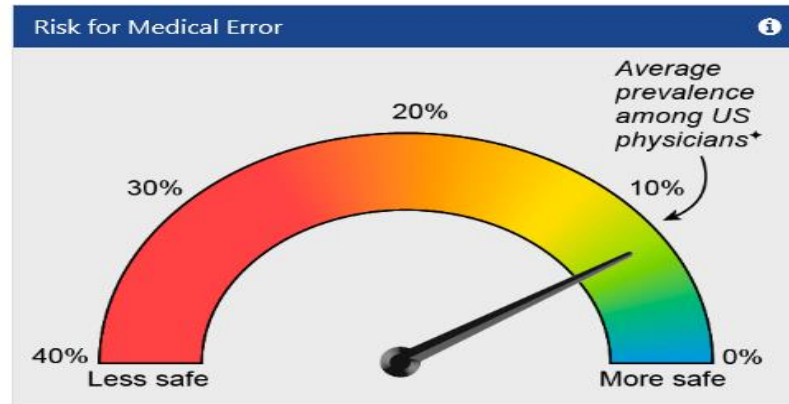 Risk for Medical Error
Average
prevalence
among US
physicians✦
20%
30%
10%
40%
0%
Less safe
More safe